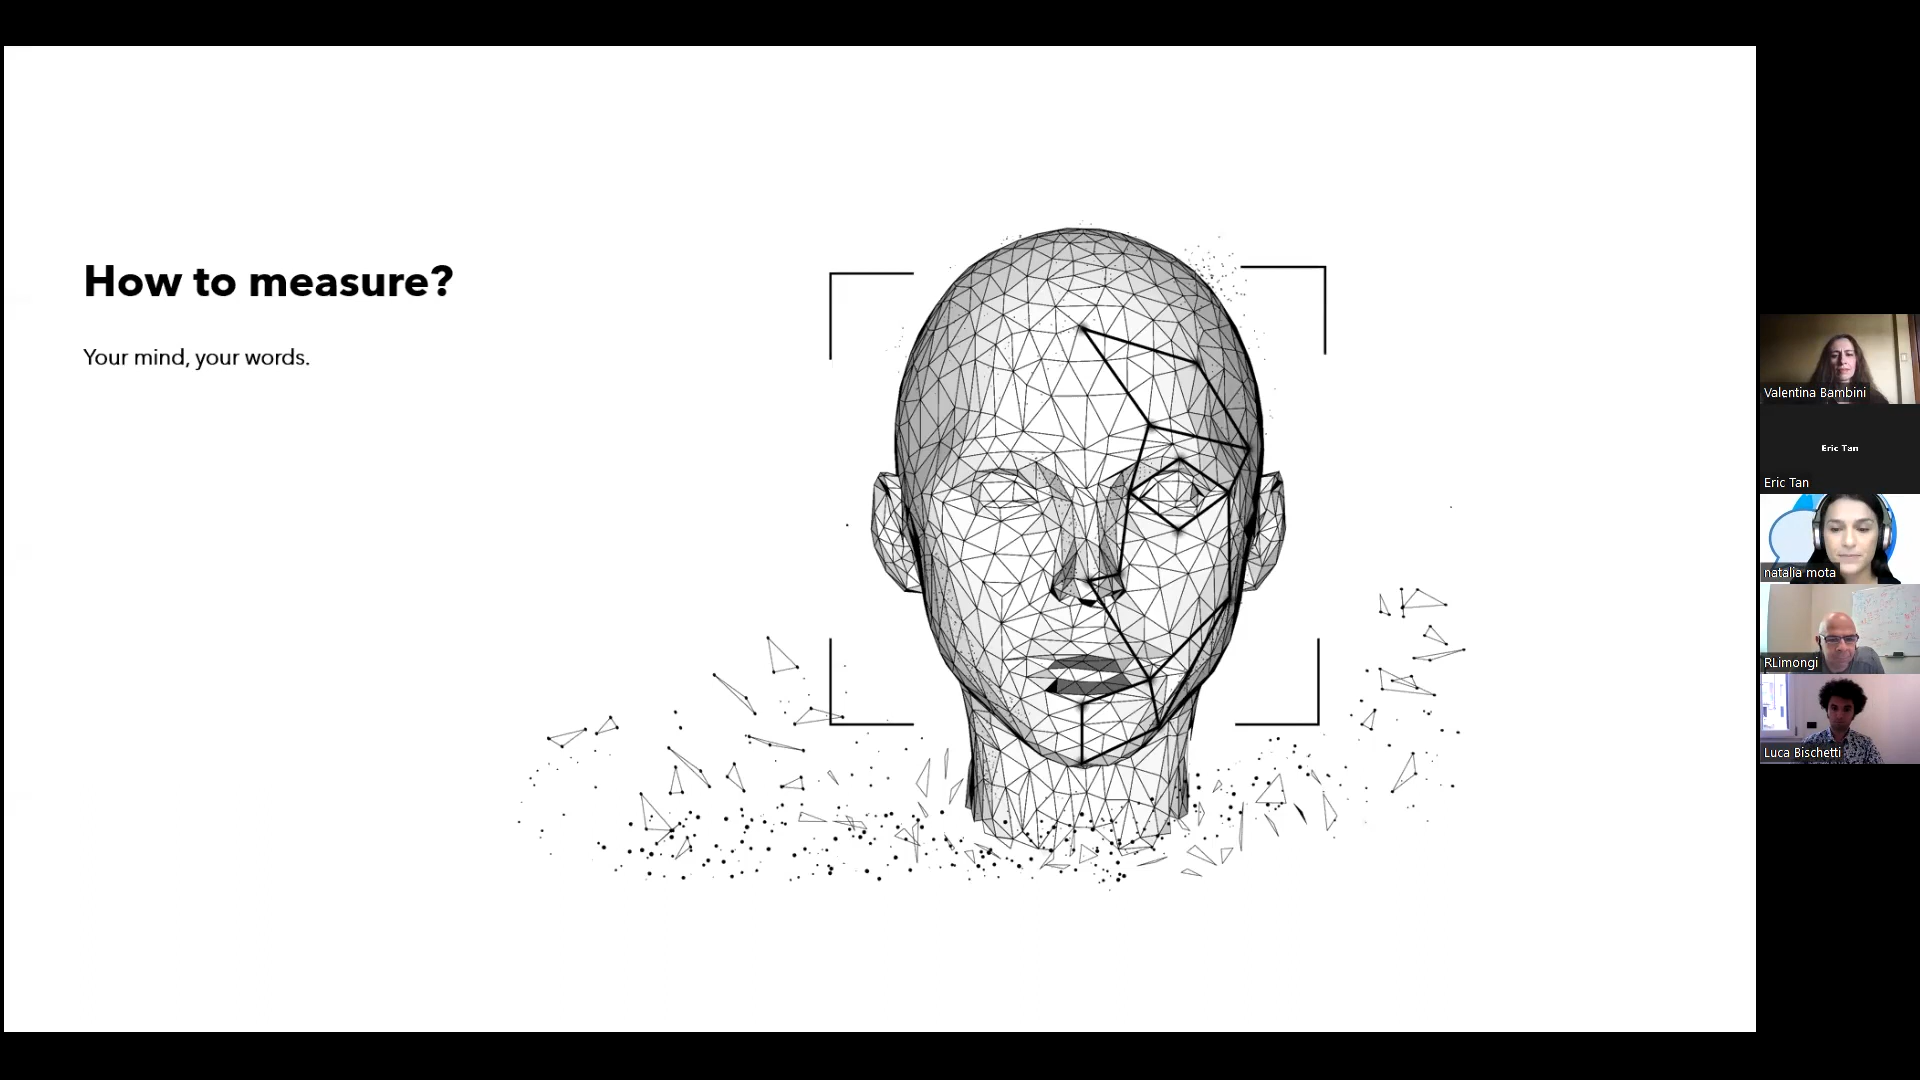 How to measure?
Your mind, your words.
Valentina Bambini
Eric Tan
Eric Tan
natalia mota
RLimongi
Luca Bischetti